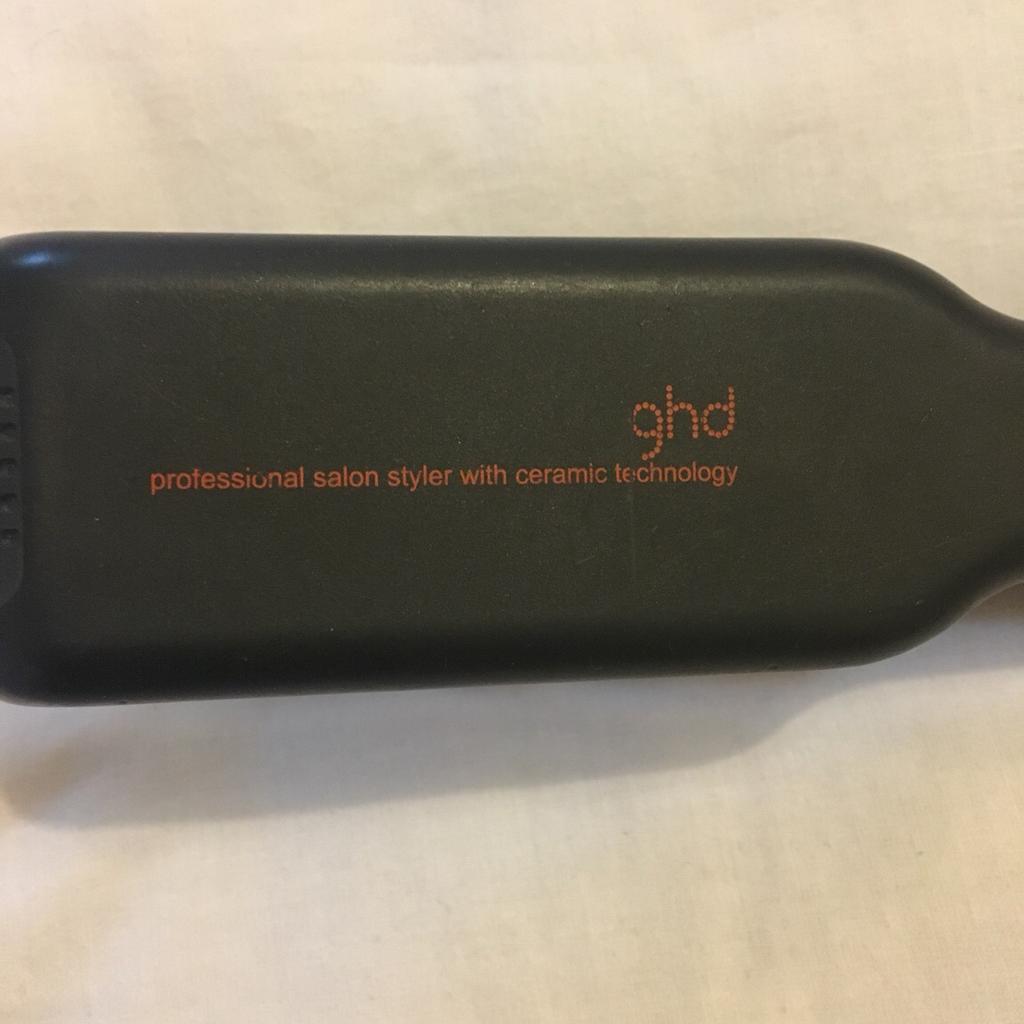 ghd
professional salon styler with ceramic technology